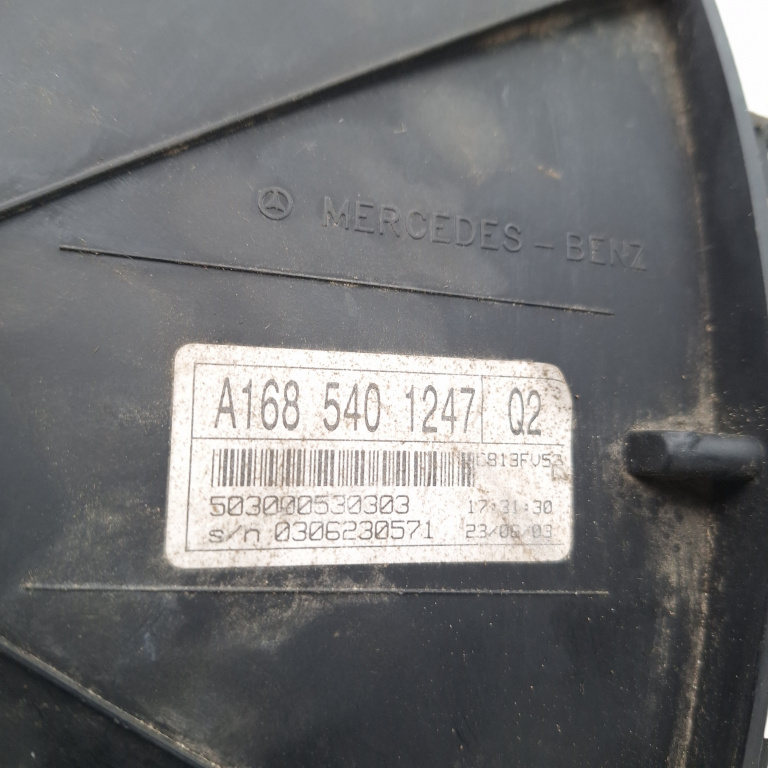 MERCEDES-BENZ
A168 540 1247 Q2
503000530303 17:31:30
s/n 0306230571 23/06/03